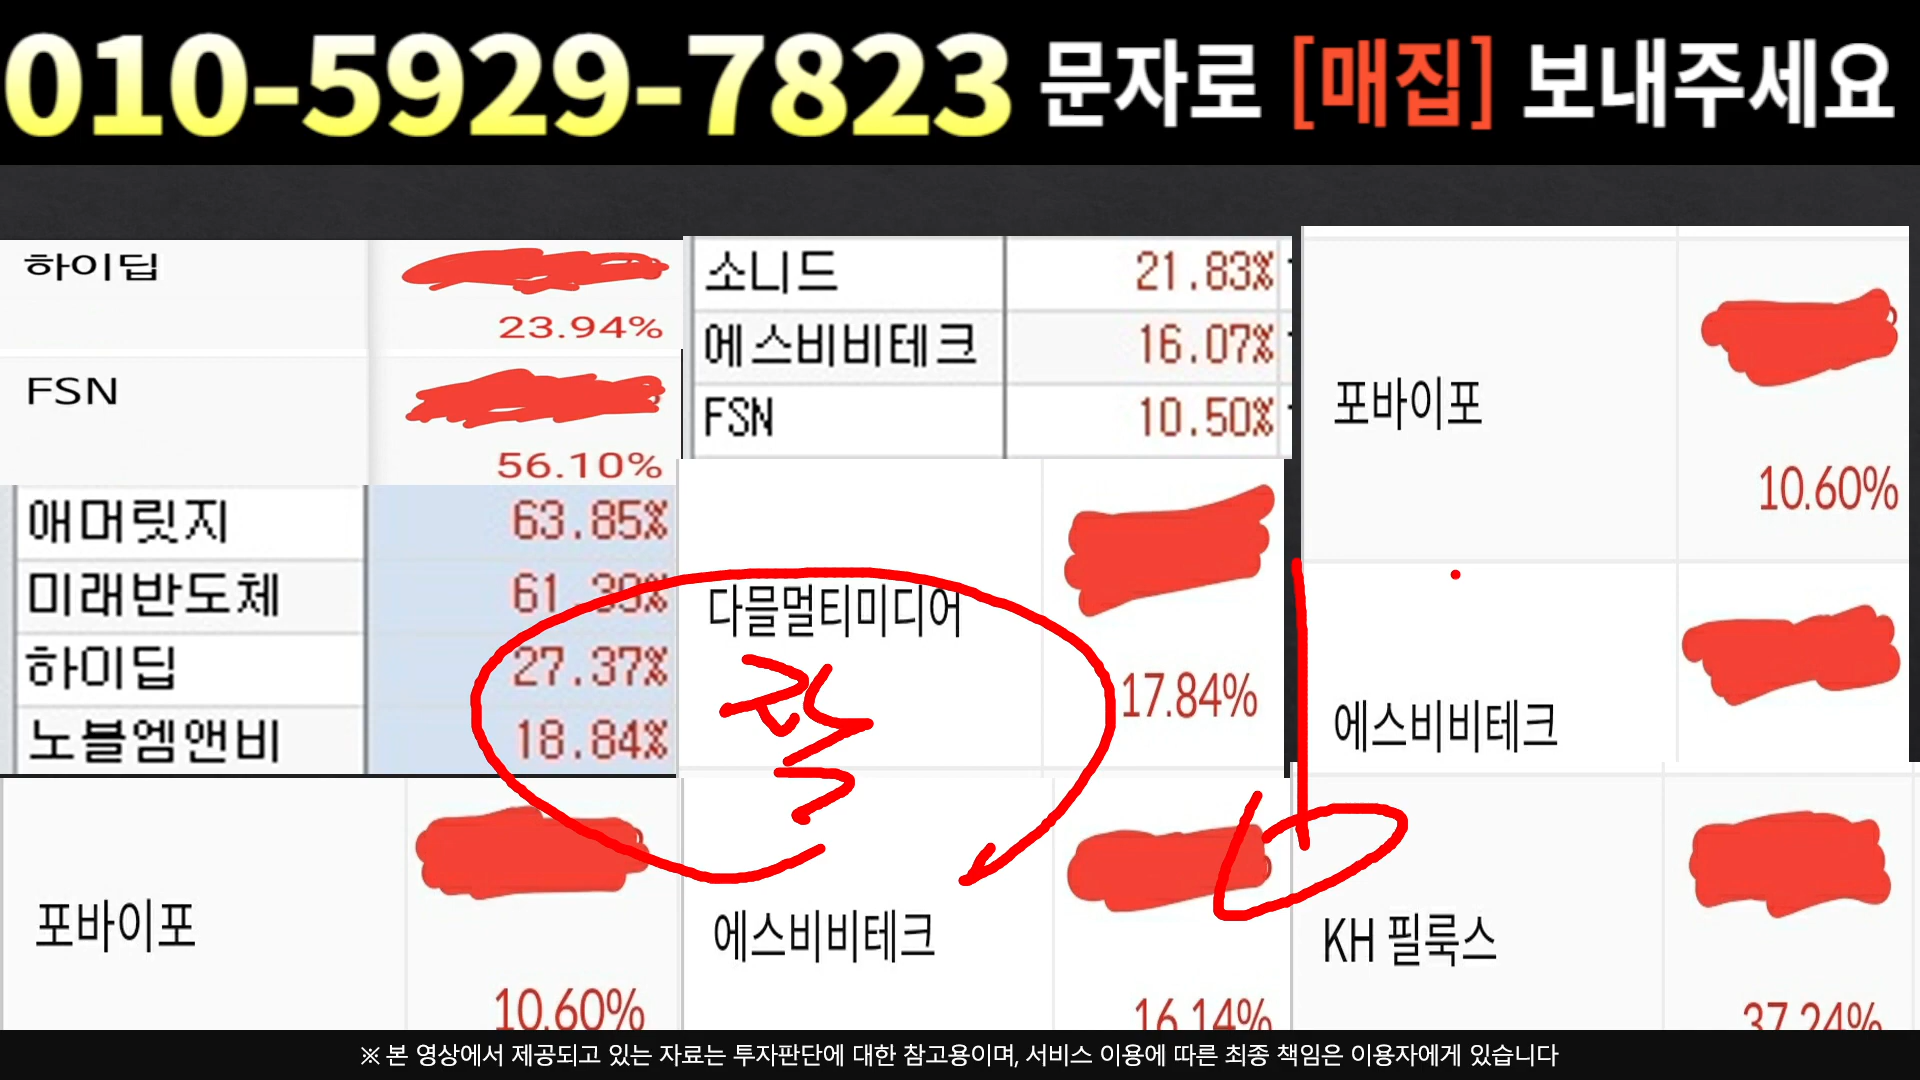 010-5929-7823 문자로 [매집] 보내주세요
하이딥
23.94%
FSN
56.10%
소니드 21.83%
에스비비테크 16.07%
FSN 10.50%
포바이포
10.60%
애머릿지 63.85%
미래반도체 61.39%
하이딥 27.37%
노블엠앤비 18.84%
다믈멀티미디어
17.84%
에스비비테크
포바이포
10.60%
에스비비테크
16.14%
KH 필룩스
37.24%
※ 본 영상에서 제공되고 있는 자료는 투자판단에 대한 참고용이며, 서비스 이용에 따른 최종 책임은 이용자에게 있습니다